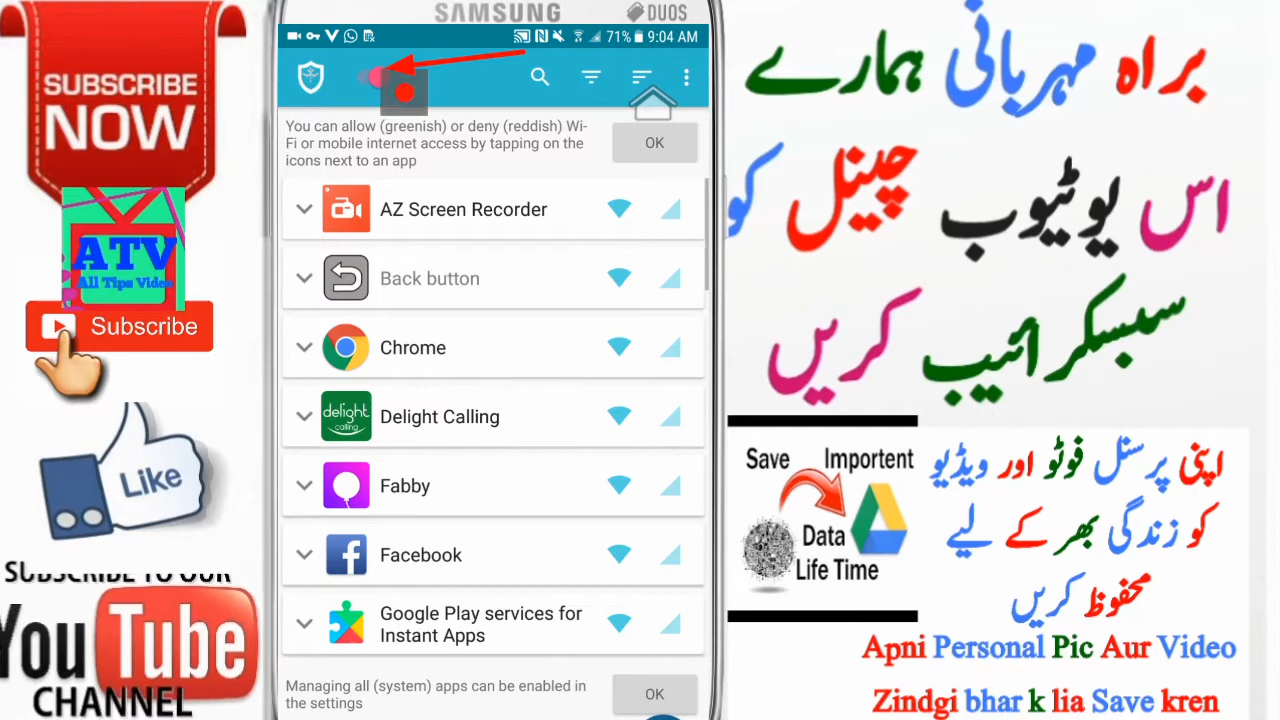 SUBSCRIBE
NOW
ATV
All Tips Video
Subscribe
Like
SUBSCRIBE TO OUR
YouTube
CHANNEL
SAMSUNG
DUOS
71%
9:04 AM
You can allow (greenish) or deny (reddish) Wi-
Fi or mobile internet access by tapping on the
icons next to an app
OK
AZ Screen Recorder
Back button
Chrome
delight
calling
Delight Calling
Fabby
Facebook
Google Play services for
Instant Apps
Managing all (system) apps can be enabled in
the settings
OK
براہ مہربانی ہمارے
اس یوٹیوب چینل کو
سبسکرائیب کریں
Save Important
Data
Life Time
اپنی پرسنل فوٹو اور ویڈیو
کو زندگی بھر کے لیے
محفوظ کریں
Apni Personal Pic Aur Video
Zindgi bhar k lia Save kren